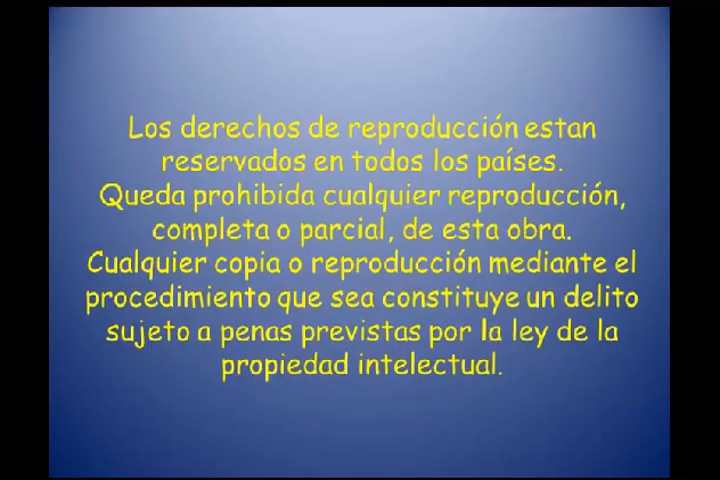 Los derechos de reproducción estan
reservados en todos los países.
Queda prohibida cualquier reproducción,
completa o parcial, de esta obra.
Cualquier copia o reproducción mediante el
procedimiento que sea constituye un delito
sujeto a penas previstas por la ley de la
propiedad intelectual.